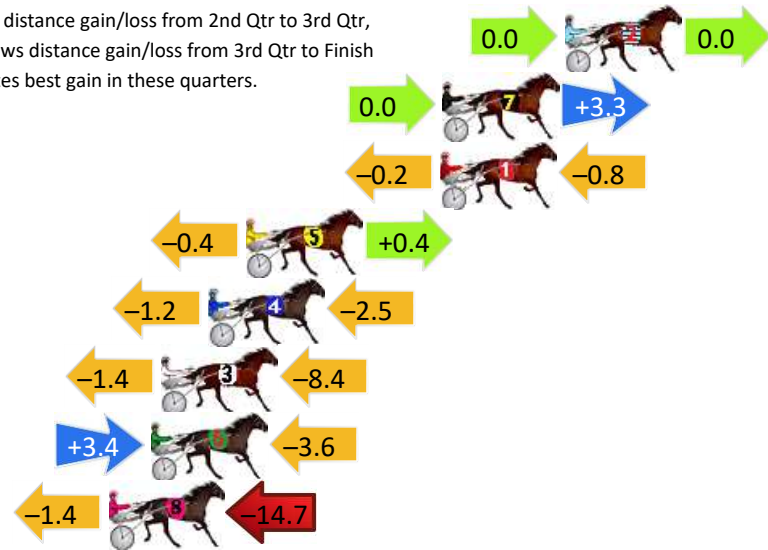 distance gain/loss from 2nd Qtr to 3rd Qtr,
ws distance gain/loss from 3rd Qtr to Finish
es best gain in these quarters.
0.0 2 0.0
0.0 7 +3.3
–0.2 1 –0.8
–0.4 5 +0.4
–1.2 4 –2.5
–1.4 3 –8.4
+3.4 6 –3.6
–1.4 8 –14.7